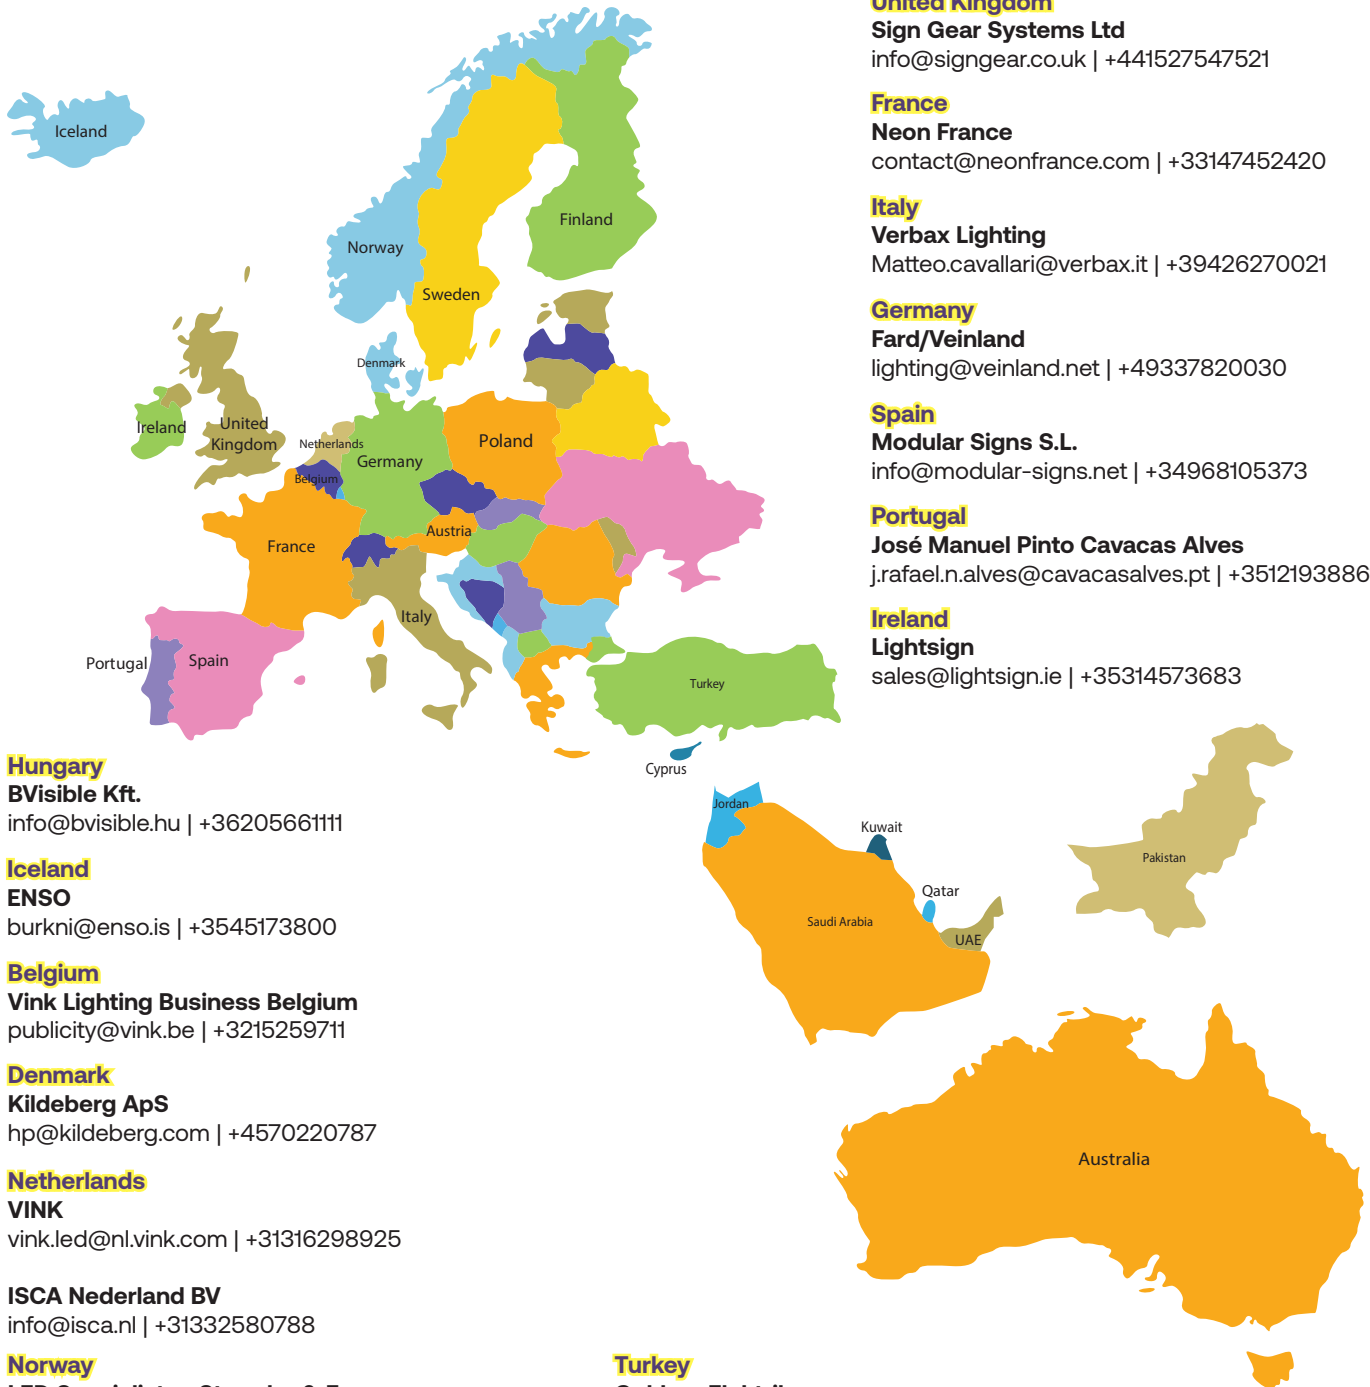 United Kingdom
Sign Gear Systems Ltd
info@signgear.co.uk | +441527547521
France
Neon France
contact@neonfrance.com | +33147452420
Italy
Verbax Lighting
Matteo.cavallari@verbax.it | +39426270021
Germany
Fard/Veinland
lighting@veinland.net | +49337820030
Spain
Modular Signs S.L.
info@modular-signs.net | +34968105373
Portugal
José Manuel Pinto Cavacas Alves
j.rafael.n.alves@cavacasalves.pt | +3512193886
Ireland
Lightsign
sales@lightsign.ie | +35314573683
Iceland
Norway
Finland
Sweden
Denmark
Ireland
United
Kingdom
Netherlands
Belgium
Germany
Poland
France
Austria
Italy
Portugal
Spain
Turkey
Cyprus
Jordan
Kuwait
Qatar
Saudi Arabia
UAE
Pakistan
Australia
Hungary
BVisible Kft.
info@bvisible.hu | +36205661111
Iceland
ENSO
burkni@enso.is | +3545173800
Belgium
Vink Lighting Business Belgium
publicity@vink.be | +3215259711
Denmark
Kildeberg ApS
hp@kildeberg.com | +4570220787
Netherlands
VINK
vink.led@nl.vink.com | +31316298925
ISCA Nederland BV
info@isca.nl | +31332580788
Norway
Turkey